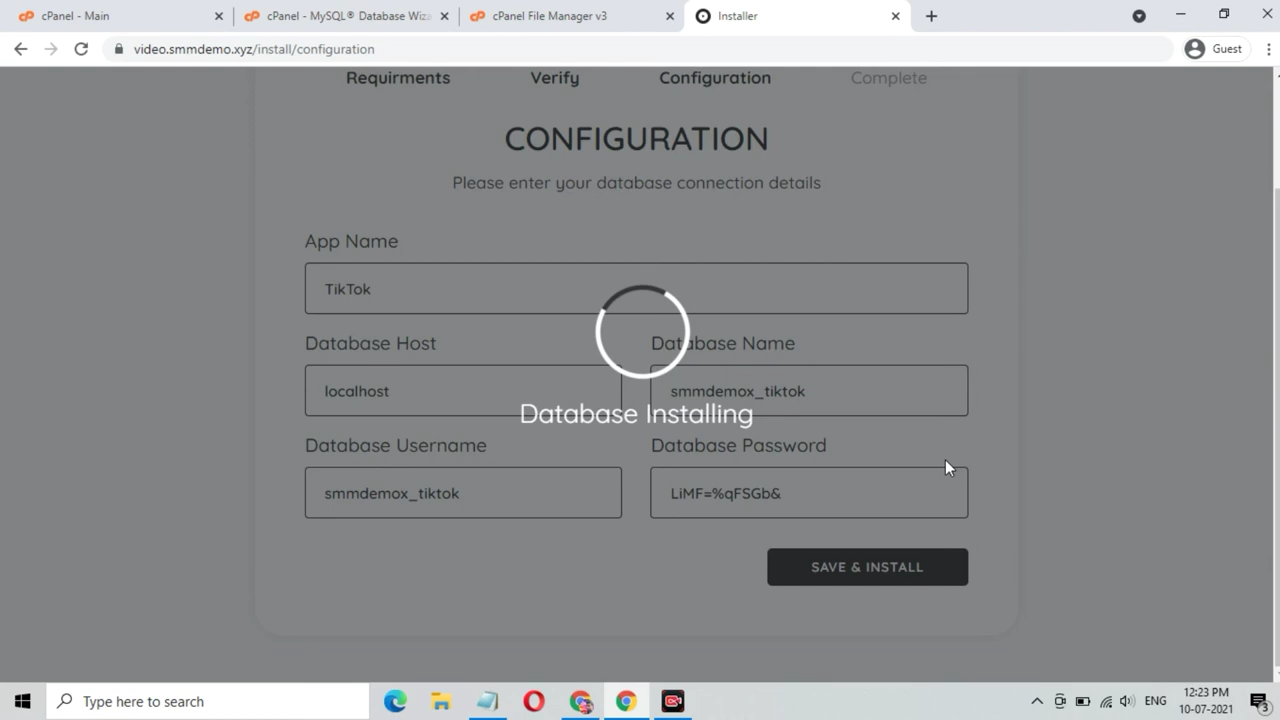 cPanel - Main
cPanel - MySQL® Database Wiza
cPanel File Manager v3
Installer
video.smmdemo.xyz/install/configuration
Guest
Requirments
Verify
Configuration
Complete
CONFIGURATION
Please enter your database connection details
App Name
TikTok
Database Host
Database Name
localhost
smmdemox_tiktok
Database Installing
Database Username
Database Password
smmdemox_tiktok
LiMF=%qFSGb&
SAVE & INSTALL
Type here to search
ENG
12:23 PM
10-07-2021
3